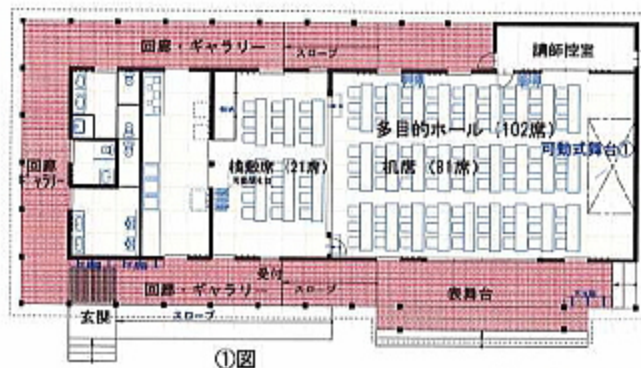 回廊・ギャラリー
スロープ
講師控室
多目的ホール (102席)
可動式舞台①
桟敷席 (21席)
机席 (81席)
回廊
ギャラリー
受付
回廊・ギャラリー
スロープ
表舞台
玄関
スロープ
①図